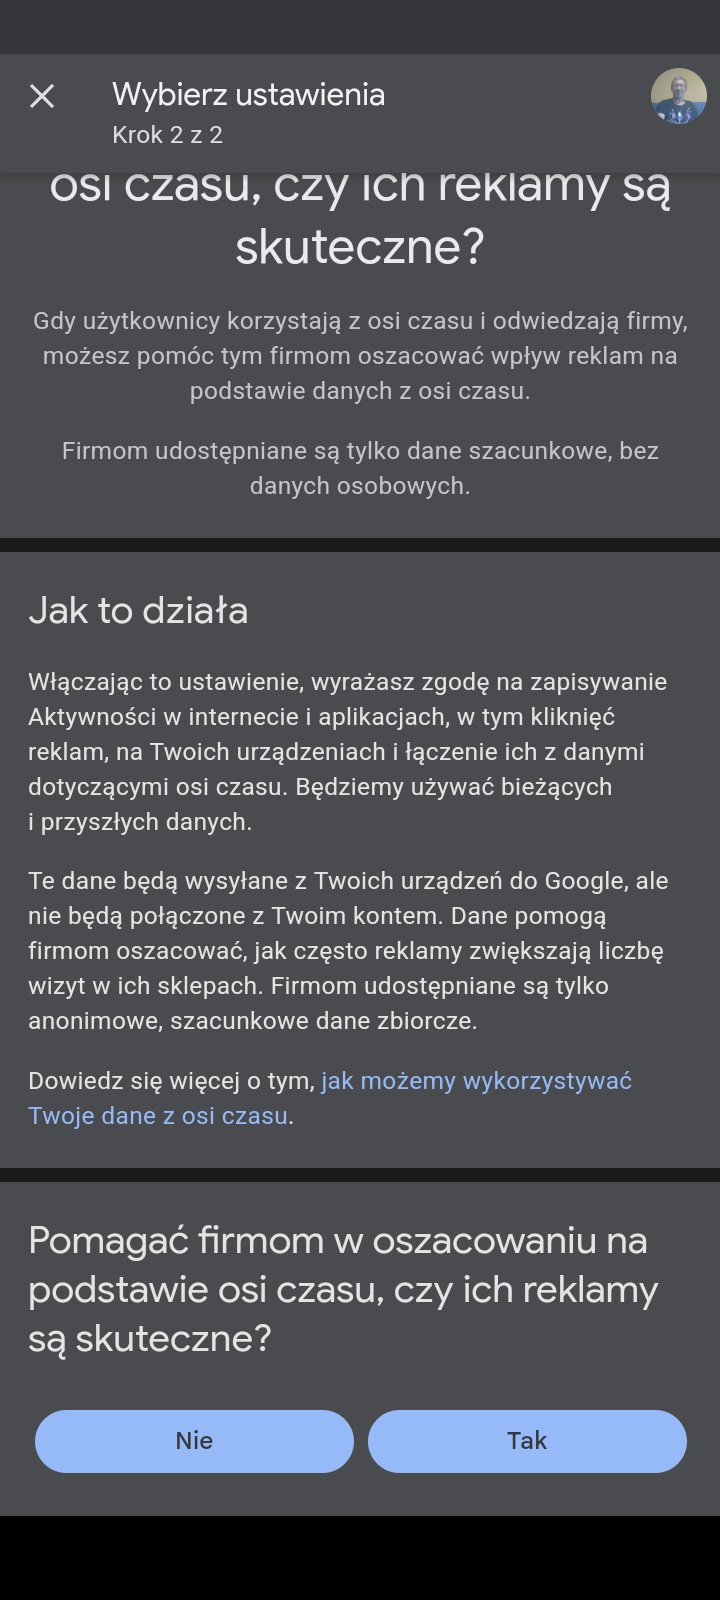 Wybierz ustawienia
Krok 2 z 2
osi czasu, czy ich reklamy są
skuteczne?
Gdy użytkownicy korzystają z osi czasu i odwiedzają firmy,
możesz pomóc tym firmom oszacować wpływ reklam na
podstawie danych z osi czasu.
Firmom udostępniane są tylko dane szacunkowe, bez
danych osobowych.
Jak to działa
Włączając to ustawienie, wyrażasz zgodę na zapisywanie
Aktywności w internecie i aplikacjach, w tym kliknięć
reklam, na Twoich urządzeniach i łączenie ich z danymi
dotyczącymi osi czasu. Będziemy używać bieżących
i przyszłych danych.
Te dane będą wysyłane z Twoich urządzeń do Google, ale
nie będą połączone z Twoim kontem. Dane pomogą
firmom oszacować, jak często reklamy zwiększają liczbę
wizyt w ich sklepach. Firmom udostępniane są tylko
anonimowe, szacunkowe dane zbiorcze.
Dowiedz się więcej o tym, jak możemy wykorzystywać
Twoje dane z osi czasu.
Pomagać firmom w oszacowaniu na
podstawie osi czasu, czy ich reklamy
są skuteczne?
Nie
Tak